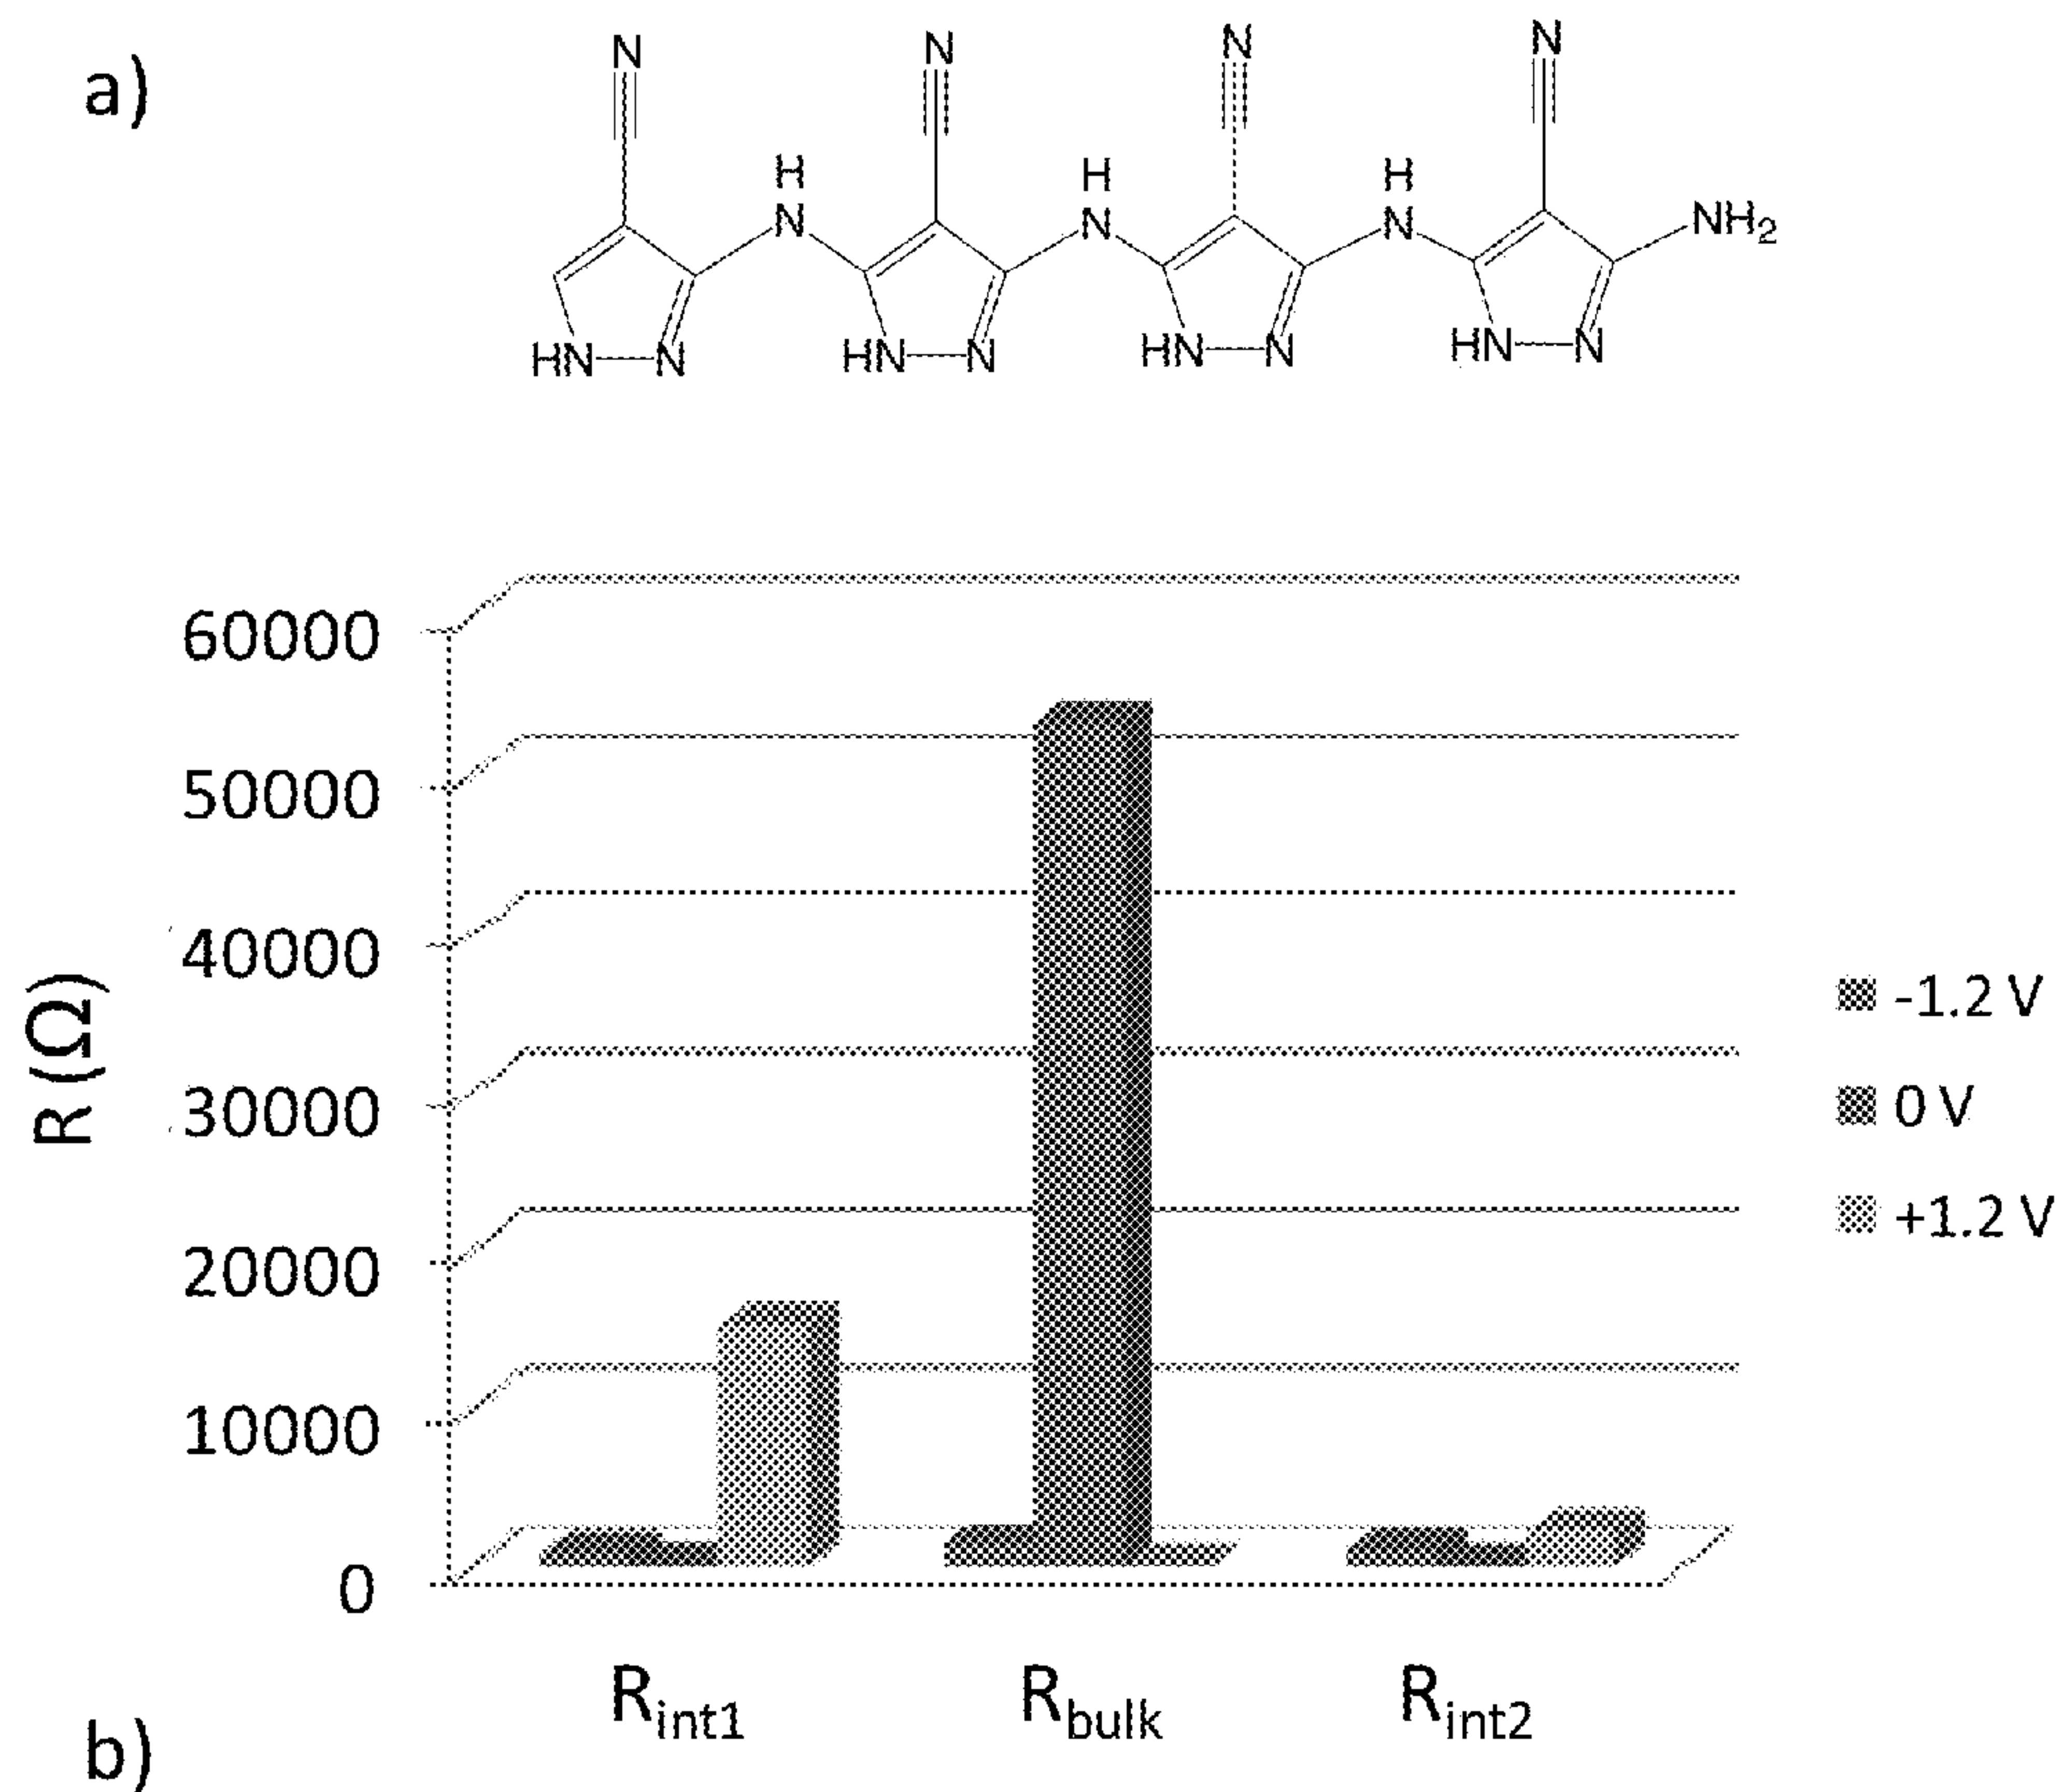 a)
N N N N
H H H
N N N NH₂
HN N HN N HN N HN N
60000
50000
40000
30000
20000
10000
0
R (Ω)
-1.2 V
0 V
+1.2 V
Rint1 Rbulk Rint2
b)